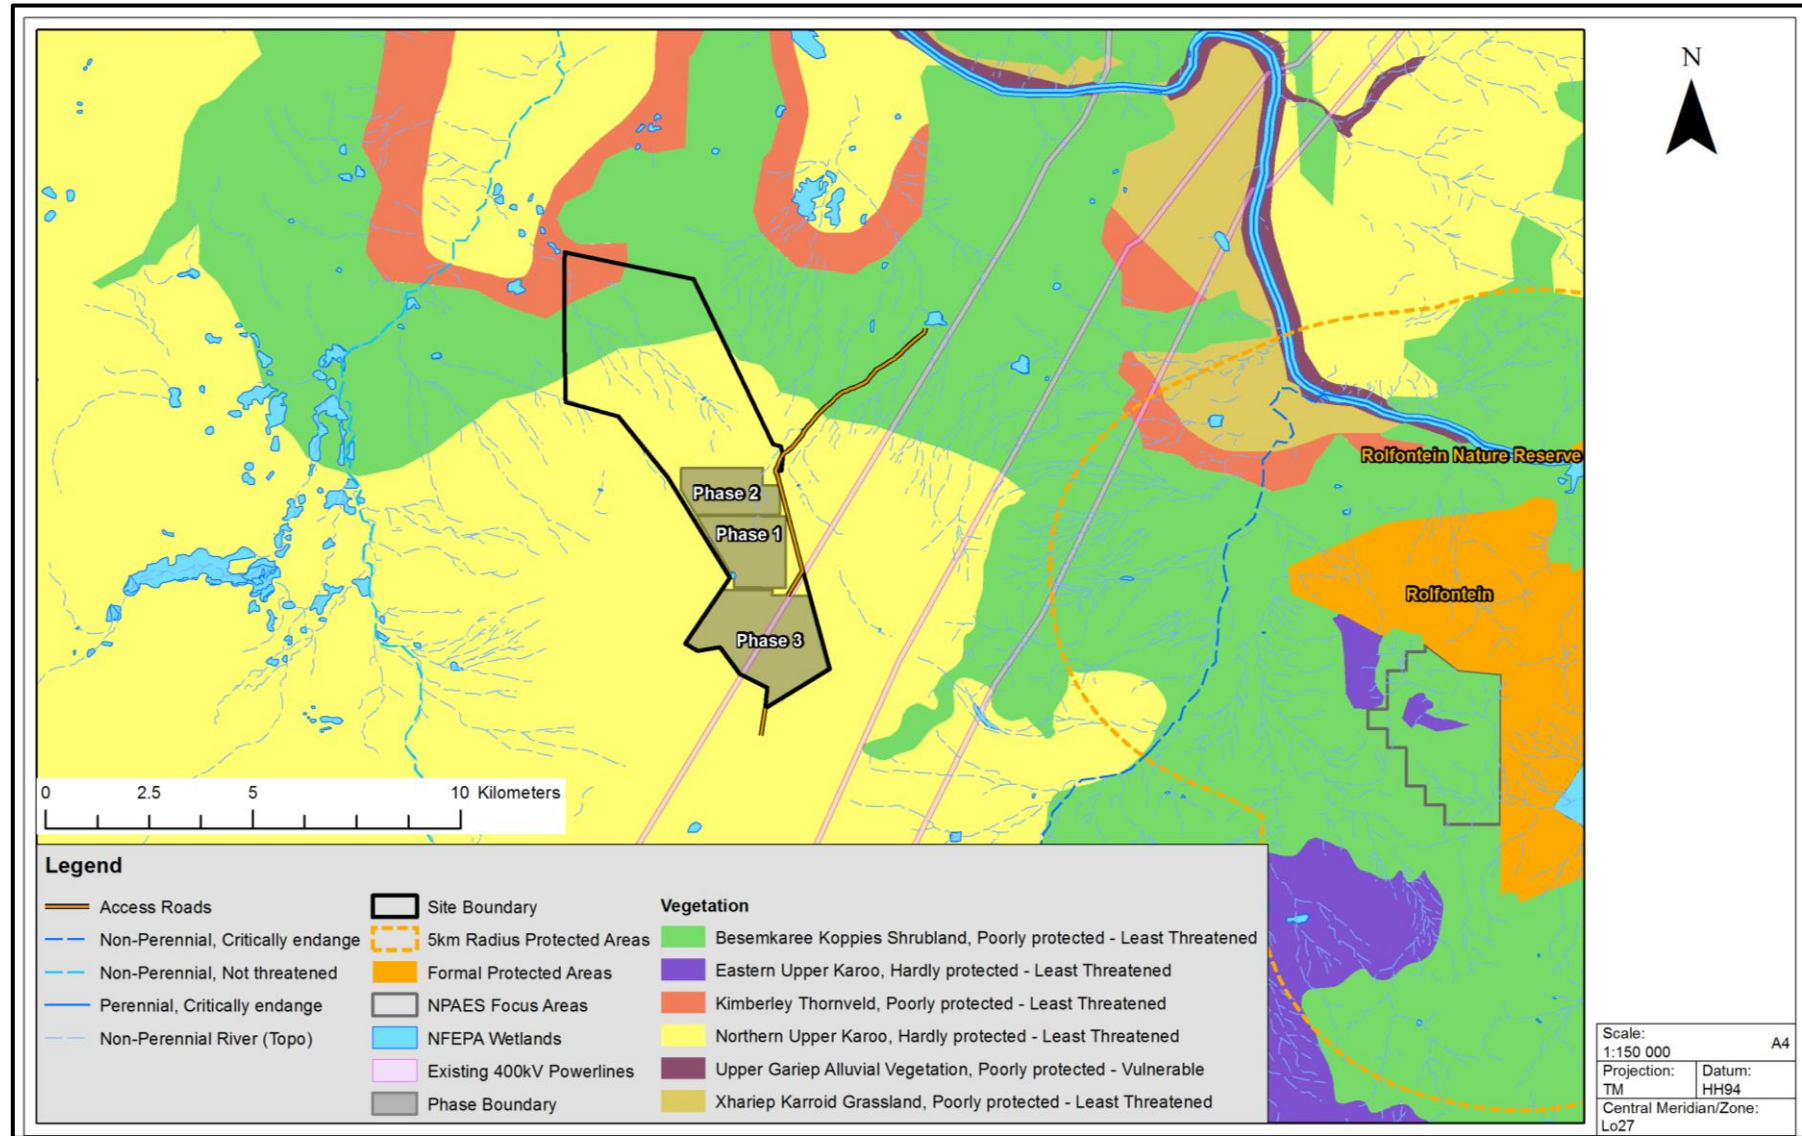 N
Rolfontein Nature Reserve
Phase 2
Phase 1
Rolfontein
Phase 3
0 2.5 5 10 Kilometers
Legend
Access Roads
Non-Perennial, Critically endange
Non-Perennial, Not threatened
Perennial, Critically endange
Non-Perennial River (Topo)
Site Boundary
5km Radius Protected Areas
Formal Protected Areas
NPAES Focus Areas
NFEPA Wetlands
Existing 400kV Powerlines
Phase Boundary
Vegetation
Besemkaree Koppies Shrubland, Poorly protected - Least Threatened
Eastern Upper Karoo, Hardly protected - Least Threatened
Kimberley Thornveld, Poorly protected - Least Threatened
Northern Upper Karoo, Hardly protected - Least Threatened
Upper Gariep Alluvial Vegetation, Poorly protected - Vulnerable
Xhariep Karroid Grassland, Poorly protected - Least Threatened
Scale:
1:150 000 A4
Projection: Datum:
TM HH94
Central Meridian/Zone:
Lo27